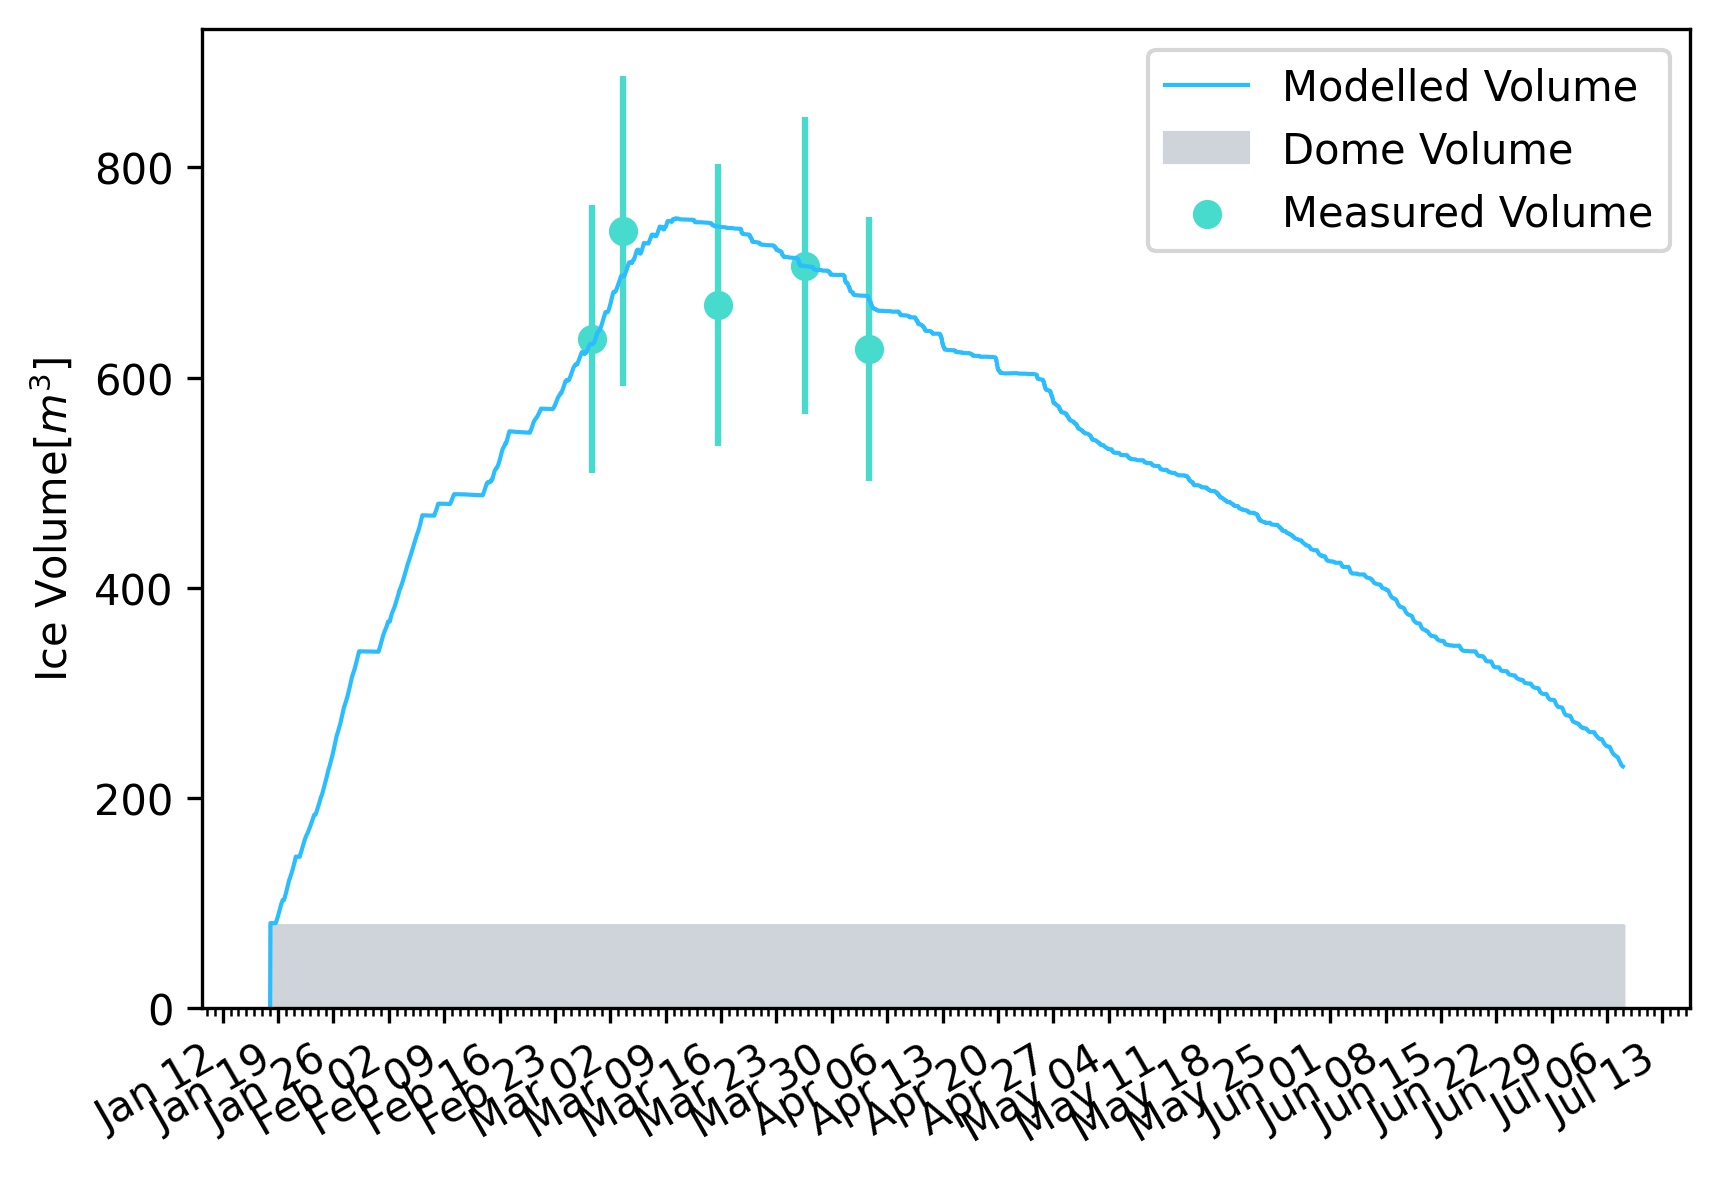 Modelled Volume
Dome Volume
Measured Volume
Ice Volume[m³]
800
600
400
200
0
Jan 12
Jan 19
Jan 26
Feb 02
Feb 09
Feb 16
Feb 23
Mar 02
Mar 09
Mar 16
Mar 23
Mar 30
Apr 06
Apr 13
Apr 20
Apr 27
May 04
May 11
May 18
May 25
Jun 01
Jun 08
Jun 15
Jun 22
Jun 29
Jul 06
Jul 13